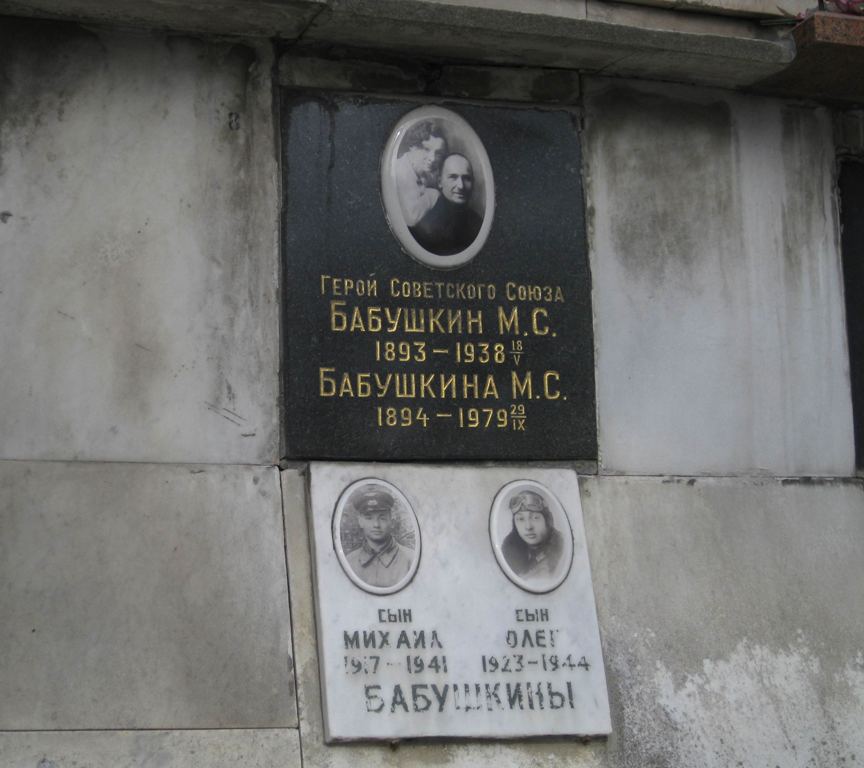 Герой Советского Союза
Бабушкин М.С.
1893 – 1938 18/V
Бабушкина М.С.
1894 – 1979 29/IX
СЫН СЫН
МИХАИЛ ОЛЕГ
1917 – 1941 1923 – 1944
БАБУШКИНЫ